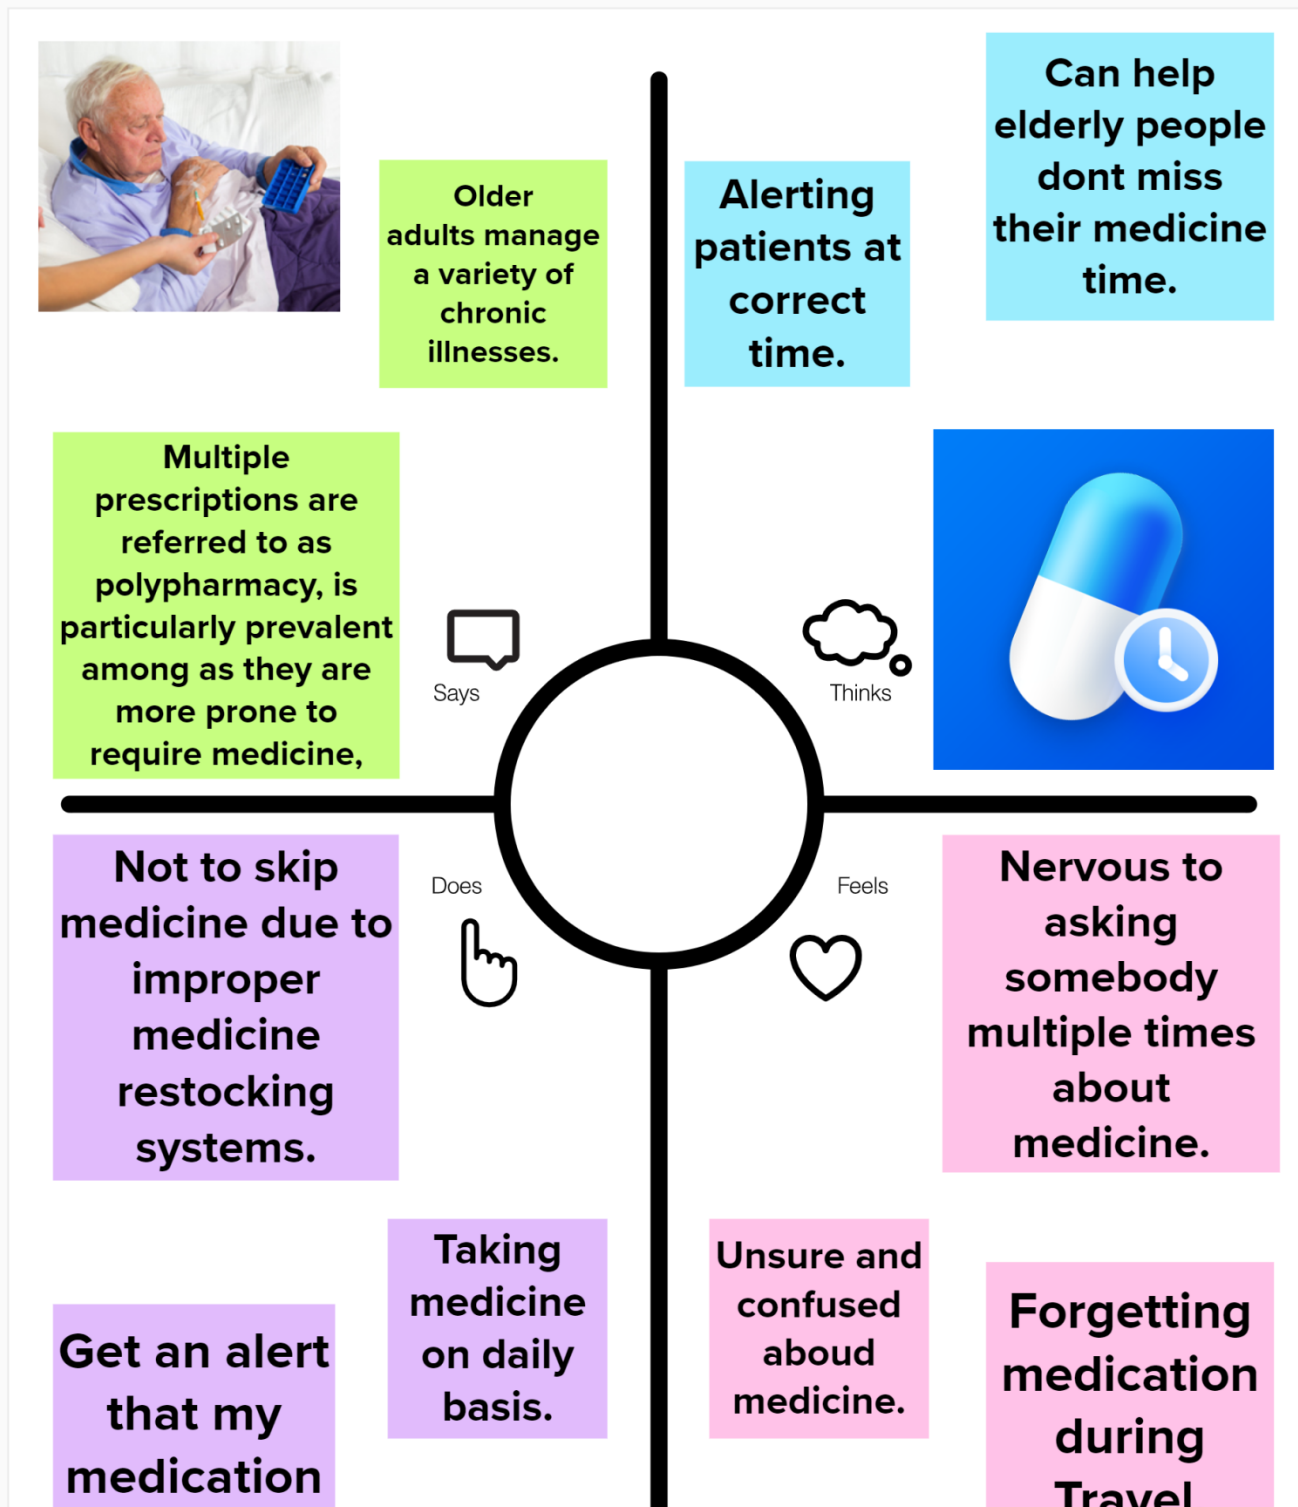 Older
adults manage
a variety of
chronic
illnesses.
Alerting
patients at
correct
time.
Can help
elderly people
dont miss
their medicine
time.
Multiple
prescriptions are
referred to as
polypharmacy, is
particularly prevalent
among as they are
more prone to
require medicine,
Says
Thinks
Not to skip
medicine due to
improper
medicine
restocking
systems.
Does
Feels
Nervous to
asking
somebody
multiple times
about
medicine.
Get an alert
that my
medication
Taking
medicine
on daily
basis.
Unsure and
confused
aboud
medicine.
Forgetting
medication
during
Travel